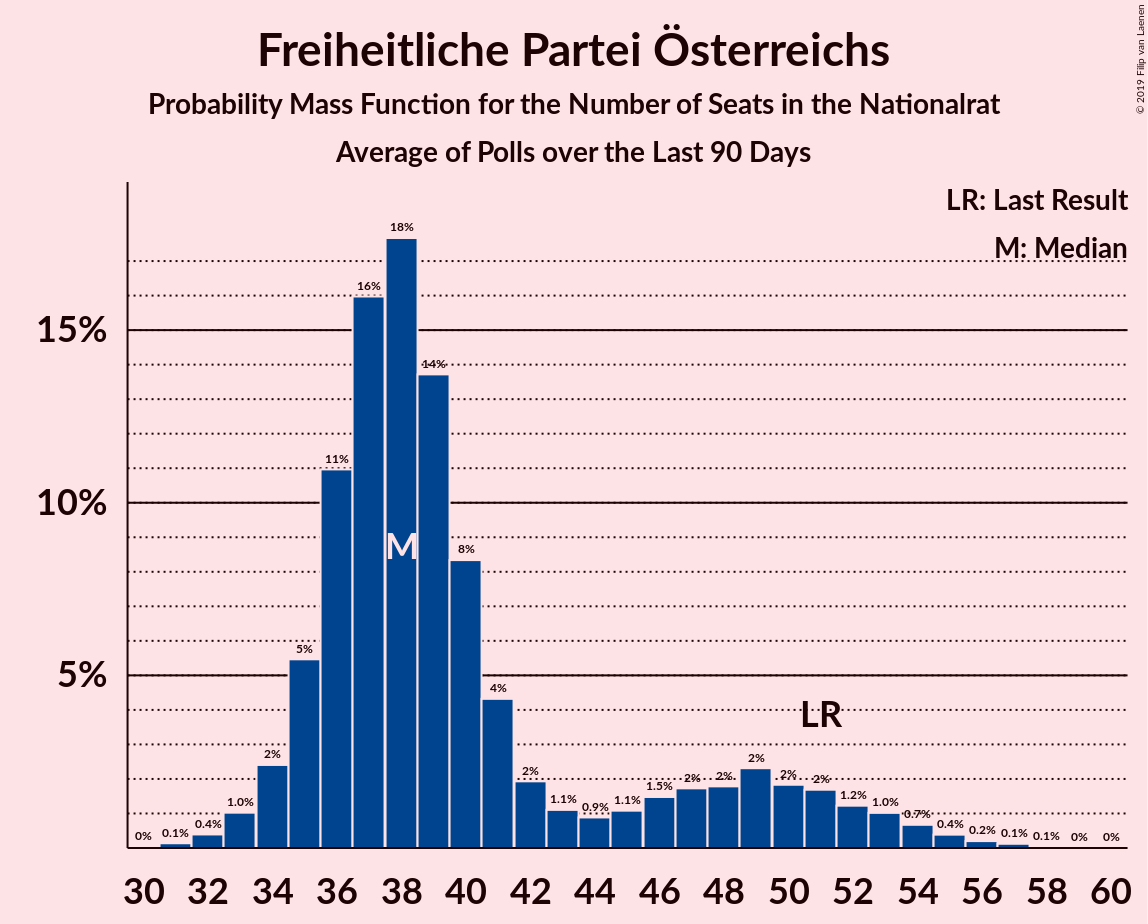 Freiheitliche Partei Österreichs
Probability Mass Function for the Number of Seats in the Nationalrat
Average of Polls over the Last 90 Days
© 2019 Filip van Laenen
LR: Last Result
M: Median
15%
10%
5%
0% 0.1% 0.4% 1.0% 2% 5% 11% 16% 18% 14% 8% 4% 2% 1.1% 0.9% 1.1% 1.5% 2% 2% 2% 2% 2% 1.2% 1.0% 0.7% 0.4% 0.2% 0.1% 0.1% 0% 0%
M
LR
30 32 34 36 38 40 42 44 46 48 50 52 54 56 58 60